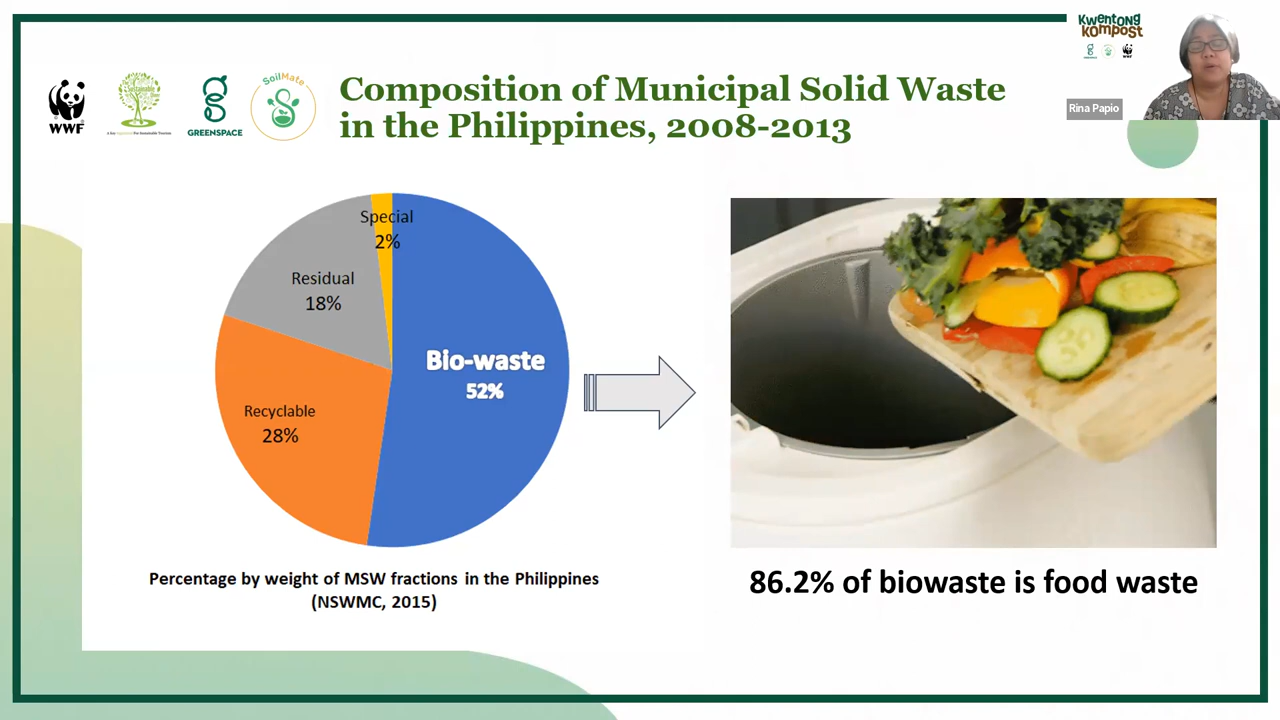 Kwentong
kompost
GREENSPACE
WWF
Rina Papio
WWF
GREENSPACE
SoilMate
Composition of Municipal Solid Waste
in the Philippines, 2008-2013
Special
2%
Residual
18%
Bio-waste
52%
Recyclable
28%
Percentage by weight of MSW fractions in the Philippines
(NSWMC, 2015)
86.2% of biowaste is food waste